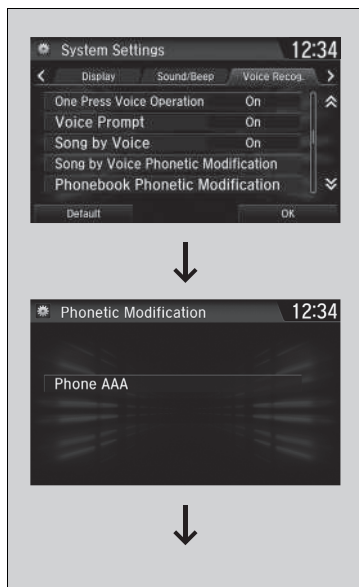 System Settings 12:34
Display Sound/Beep Voice Recog.
One Press Voice Operation On
Voice Prompt On
Song by Voice On
Song by Voice Phonetic Modification
Phonebook Phonetic Modification
Default OK
Phonetic Modification 12:34
Phone AAA